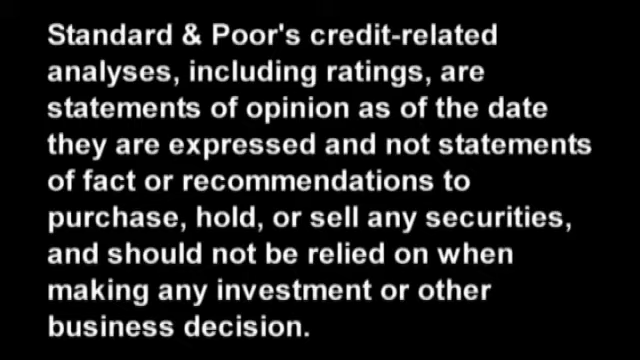 Standard & Poor's credit-related
analyses, including ratings, are
statements of opinion as of the date
they are expressed and not statements
of fact or recommendations to
purchase, hold, or sell any securities,
and should not be relied on when
making any investment or other
business decision.